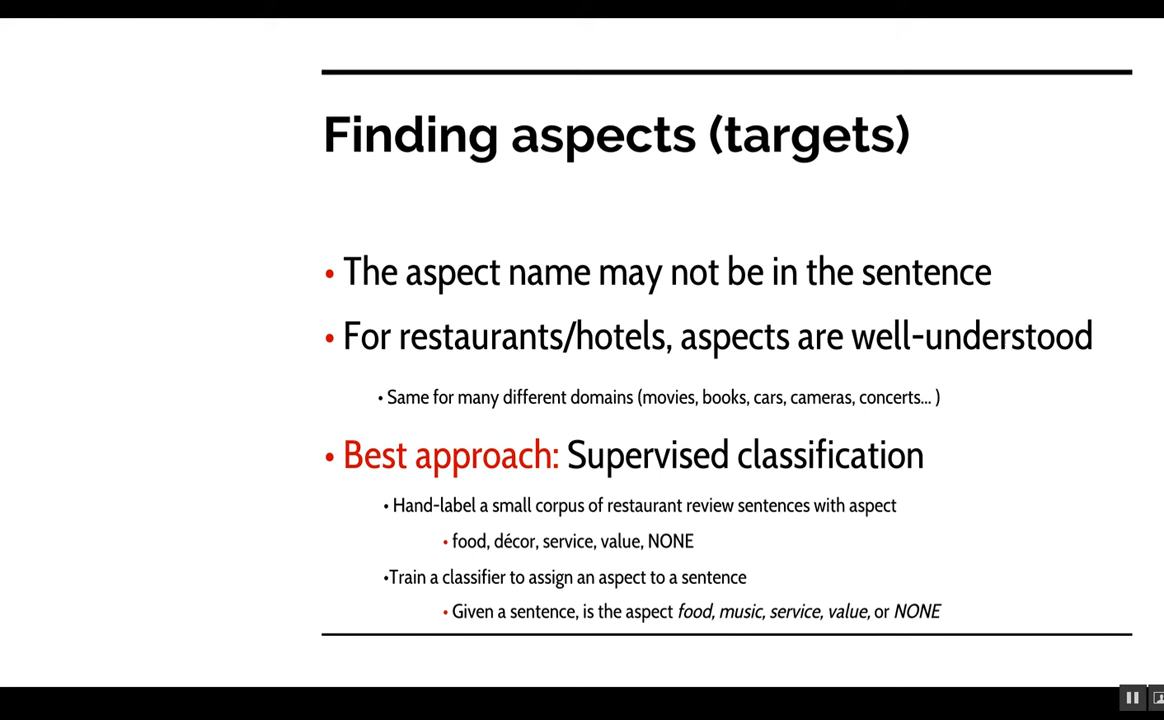 Finding aspects (targets)
• The aspect name may not be in the sentence
• For restaurants/hotels, aspects are well-understood
• Same for many different domains (movies, books, cars, cameras, concerts... )
• Best approach: Supervised classification
• Hand-label a small corpus of restaurant review sentences with aspect
• food, décor, service, value, NONE
•Train a classifier to assign an aspect to a sentence
• Given a sentence, is the aspect food, music, service, value, or NONE